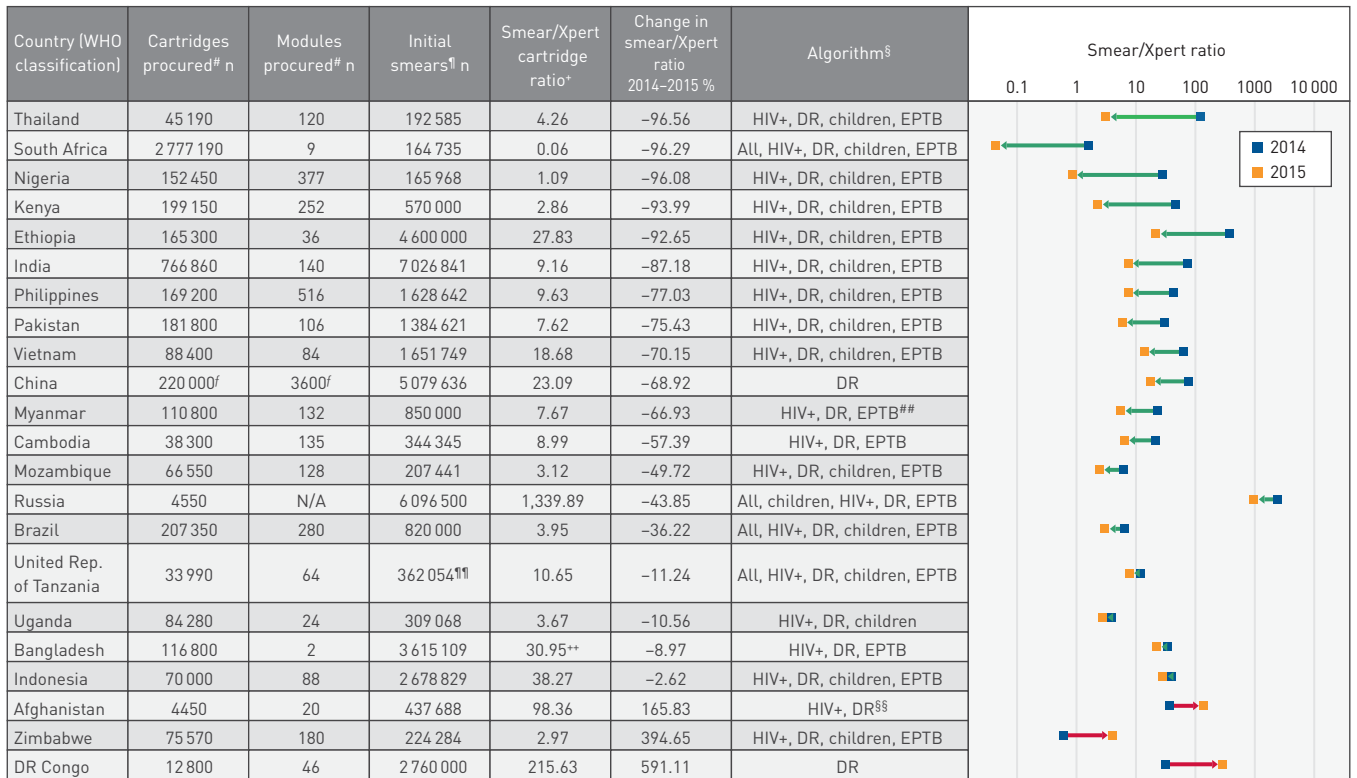 Country (WHO classification) Cartridges procured# n Modules procured# n Initial smears¶ n Smear/Xpert cartridge ratio+ Change in smear/Xpert ratio 2014–2015 % Algorithm§ Smear/Xpert ratio
0.1 1 10 100 1000 10 000
Thailand 45 190 120 192 585 4.26 −96.56 HIV+, DR, children, EPTB
South Africa 2 777 190 9 164 735 0.06 −96.29 All, HIV+, DR, children, EPTB
2014
2015
Nigeria 152 450 377 165 968 1.09 −96.08 HIV+, DR, children, EPTB
Kenya 199 150 252 570 000 2.86 −93.99 HIV+, DR, children, EPTB
Ethiopia 165 300 36 4 600 000 27.83 −92.65 HIV+, DR, children, EPTB
India 766 860 140 7 026 841 9.16 −87.18 HIV+, DR, children, EPTB
Philippines 169 200 516 1 628 642 9.63 −77.03 HIV+, DR, children, EPTB
Pakistan 181 800 106 1 384 621 7.62 −75.43 HIV+, DR, children, EPTB
Vietnam 88 400 84 1 651 749 18.68 −70.15 HIV+, DR, children, EPTB
China 220 000ƒ 3600ƒ 5 079 636 23.09 −68.92 DR
Myanmar 110 800 132 850 000 7.67 −66.93 HIV+, DR, EPTB##
Cambodia 38 300 135 344 345 8.99 −57.39 HIV+, DR, EPTB
Mozambique 66 550 128 207 441 3.12 −49.72 HIV+, DR, children, EPTB
Russia 4550 N/A 6 096 500 1,339.89 −43.85 All, children, HIV+, DR, EPTB
Brazil 207 350 280 820 000 3.95 −36.22 All, HIV+, DR, children, EPTB
United Rep. of Tanzania 33 990 64 362 054¶¶ 10.65 −11.24 All, HIV+, DR, children, EPTB
Uganda 84 280 24 309 068 3.67 −10.56 HIV+, DR, children
Bangladesh 116 800 2 3 615 109 30.95++ −8.97 HIV+, DR, EPTB
Indonesia 70 000 88 2 678 829 38.27 −2.62 HIV+, DR, children, EPTB
Afghanistan 4450 20 437 688 98.36 165.83 HIV+, DR§§
Zimbabwe 75 570 180 224 284 2.97 394.65 HIV+, DR, children, EPTB
DR Congo 12 800 46 2 760 000 215.63 591.11 DR